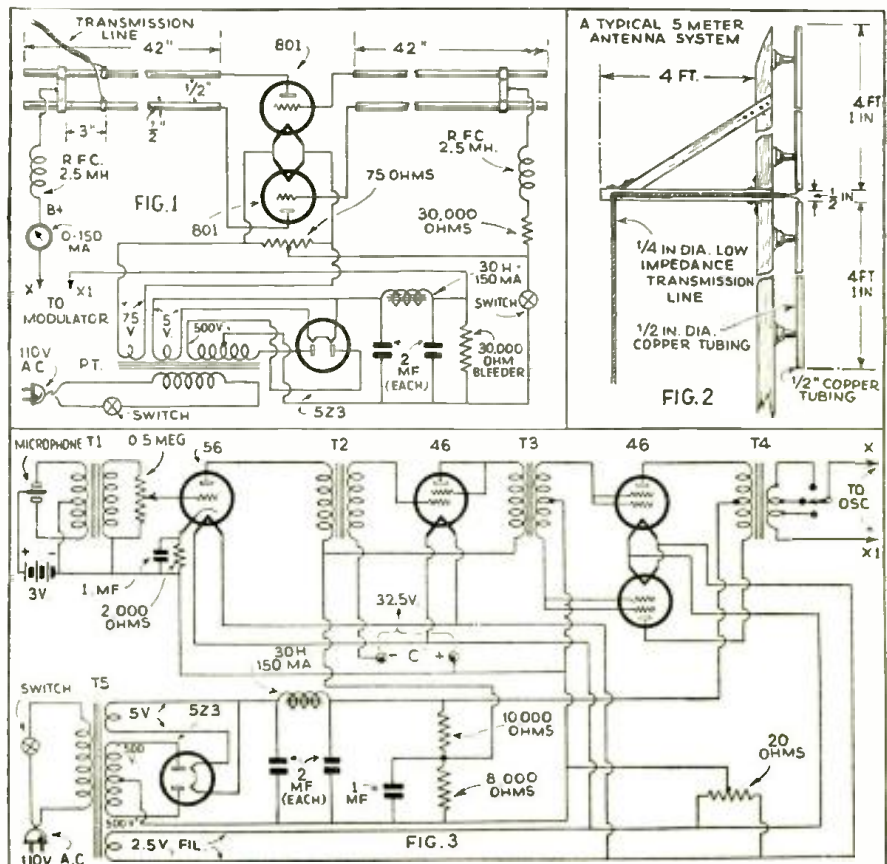 TRANSMISSION
LINE
42"
801
42"
1/2"
1/2"
3"
R.F.C.
2.5 MH
R.F.C.
2.5 MH.
FIG.1
75 OHMS
B+
801
30,000
OHMS
0-150
MA
30 H-
150 MA
X
X1
TO
MODULATOR
SWITCH
7.5
V
5
V.
500V.
2
MF
(EACH)
30,000
OHM
BLEEDER
110V
A.C
P.T.
SWITCH
5Z3
A TYPICAL 5 METER
ANTENNA SYSTEM
4 FT.
4 FT
1 IN
1/2 IN
1/4 IN DIA. LOW
IMPEDANCE
TRANSMISSION
LINE
4FT
1IN
1/2 IN. DIA.
COPPER TUBING
FIG.2
1/2" COPPER
TUBING
MICROPHONE
T1
0.5 MEG
56
T2
46
T3
46
T4
X
TO
OSC
X1
+
-
3V
1. MF
2,000
OHMS
32.5V.
- C +
30H
150 MA
SWITCH
T5
5V
5Z3
10,000
OHMS
20
OHMS
500
V.
2
MF
(EACH)
1
MF
8,000
OHMS
500V
2.5V. FIL.
FIG.3
110V A.C